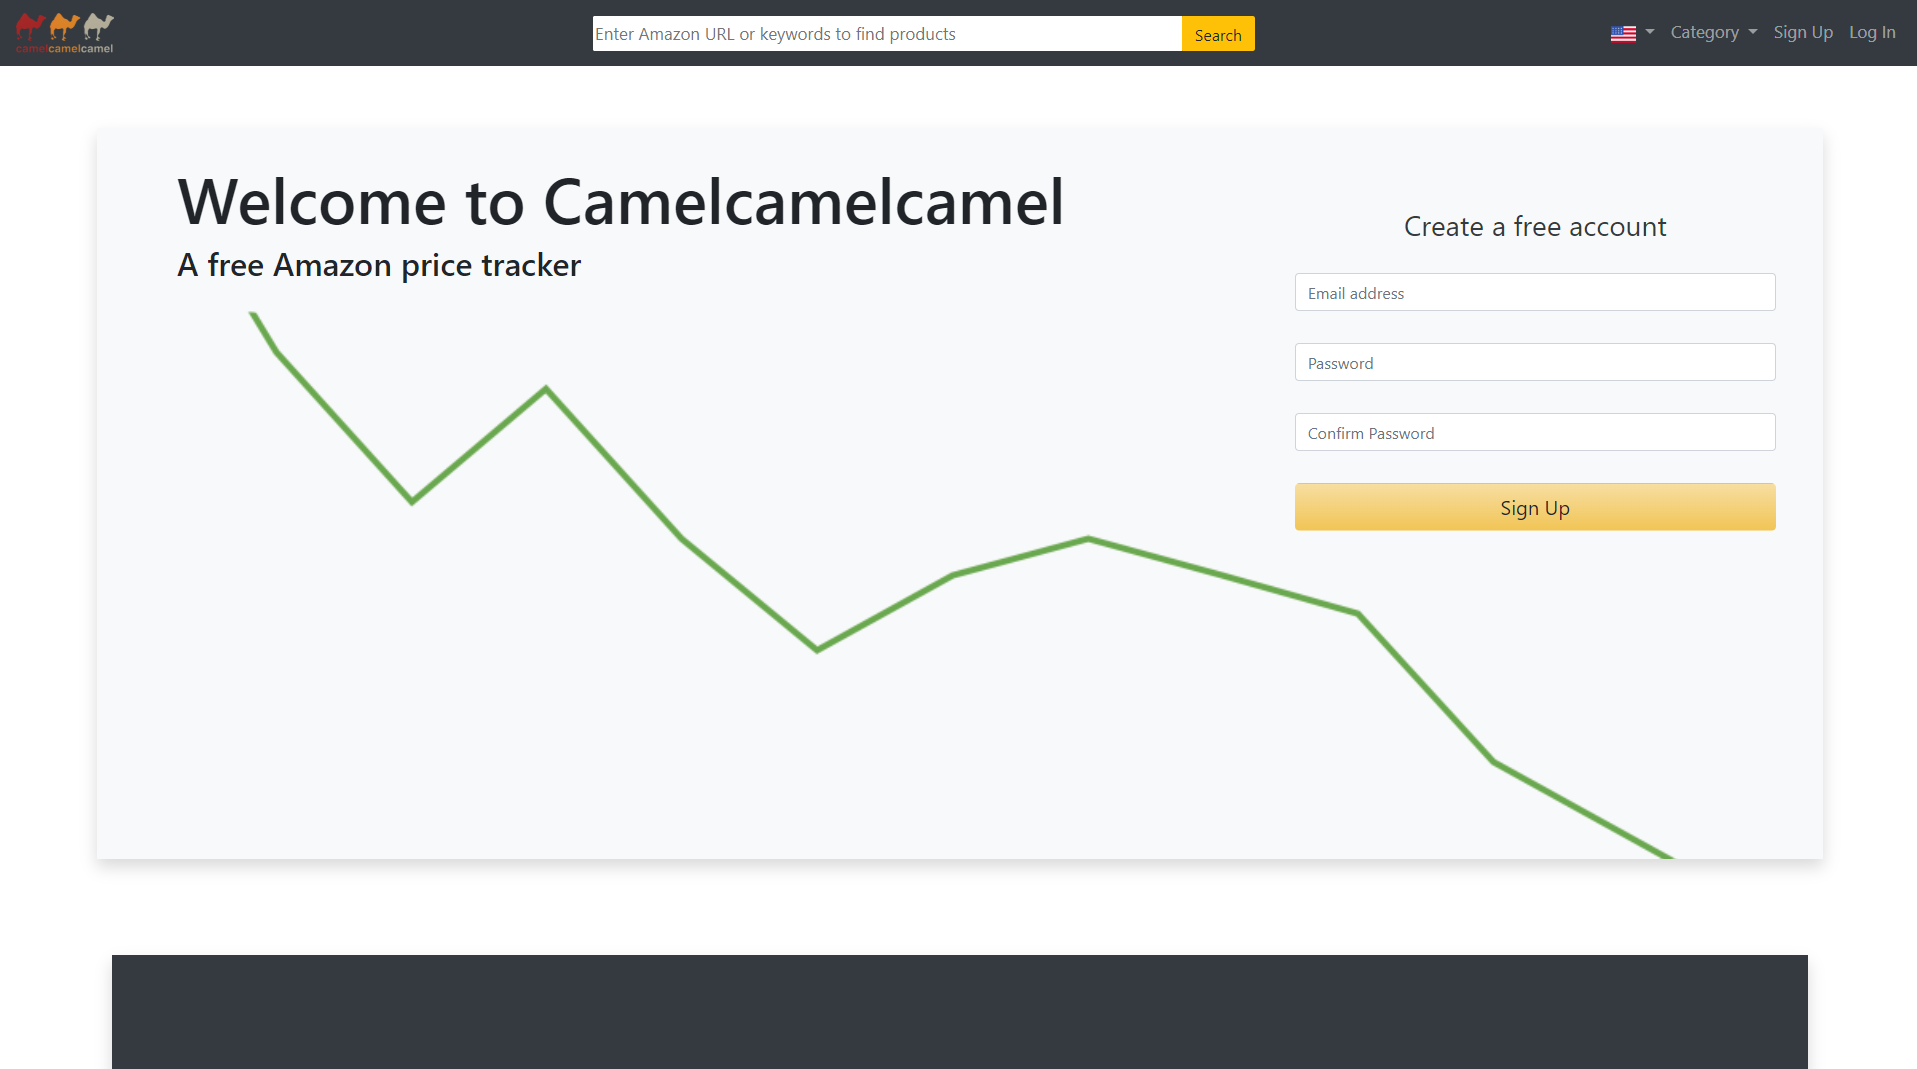 camelcamelcamel
Enter Amazon URL or keywords to find products
Search
Category
Sign Up
Log In
Welcome to Camelcamelcamel
A free Amazon price tracker
Create a free account
Email address
Password
Confirm Password
Sign Up